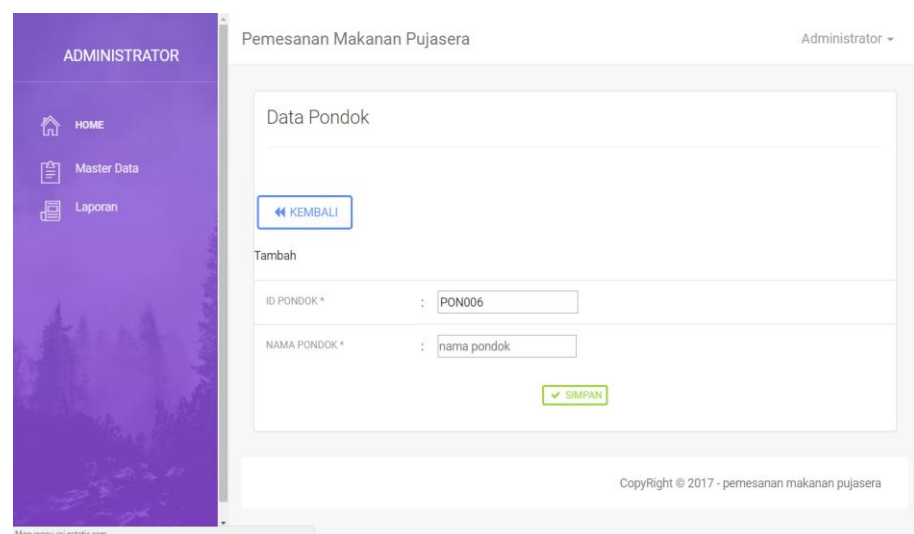 ADMINISTRATOR
HOME
Master Data
Laporan
Pemesanan Makanan Pujasera
Administrator
Data Pondok
KEMBALI
Tambah
ID PONDOK * : PON006
NAMA PONDOK * : nama pondok
SIMPAN
CopyRight © 2017 - pemesanan makanan pujasera